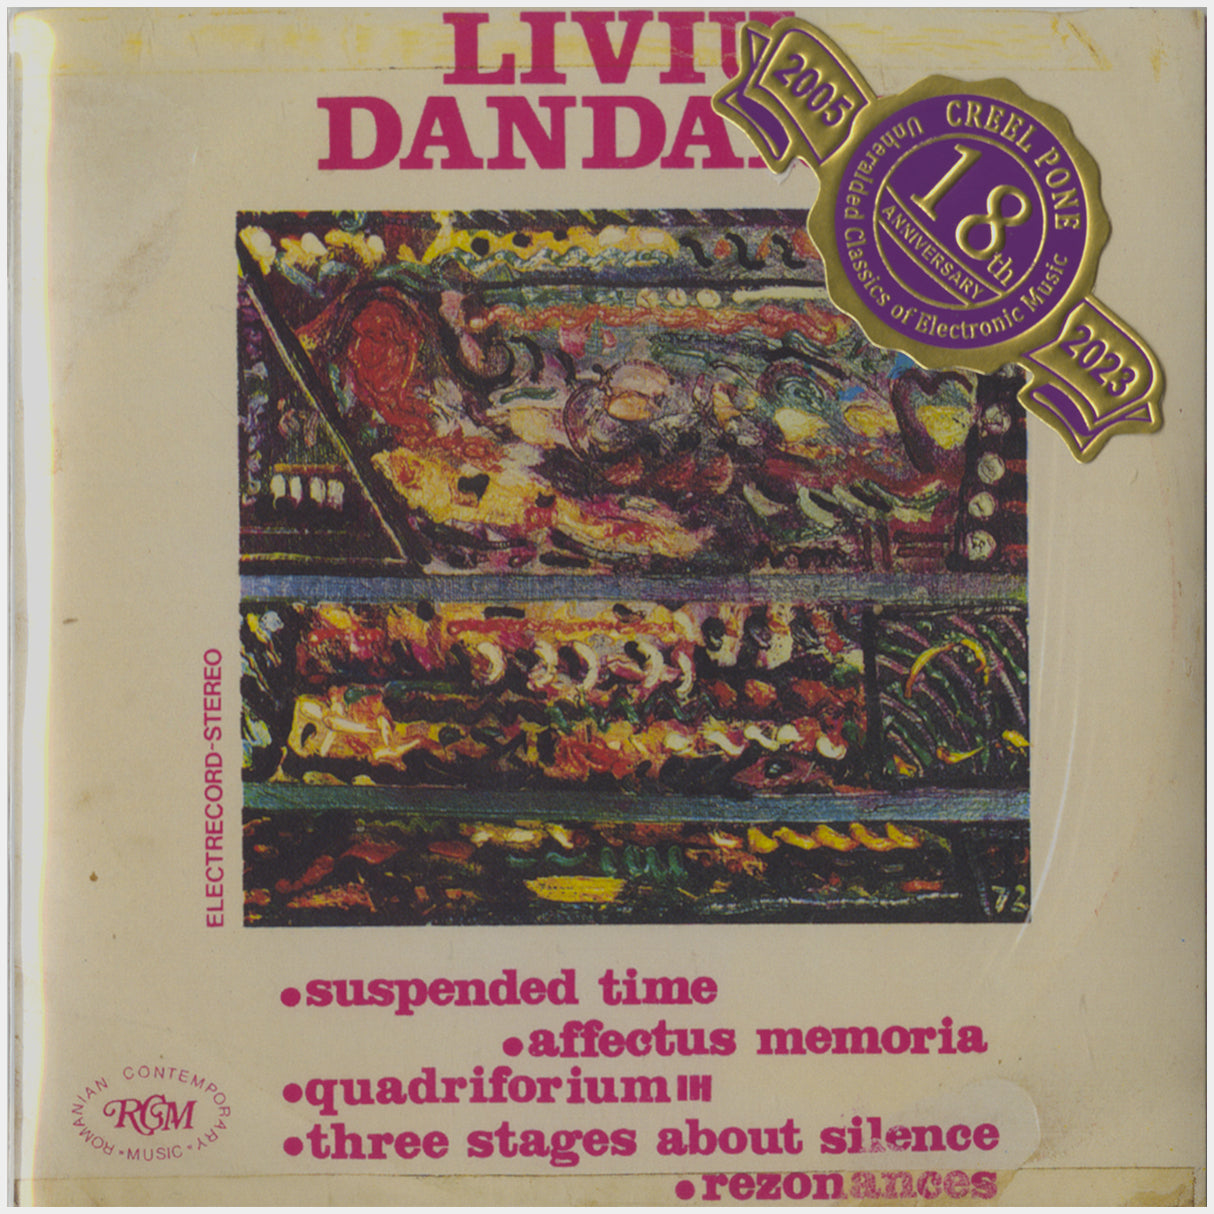 LIVIU
DANDA
2005
CREEL PONE
18th
ANNIVERSARY
Unheralded Classics of Electronic Music
2023
ELECTRECORD-STEREO
72
•suspended time
•affectus memoria
•quadriforium III
•three stages about silence
•rezonances
ROMANIAN CONTEMPORARY
•MUSIC•
RCM